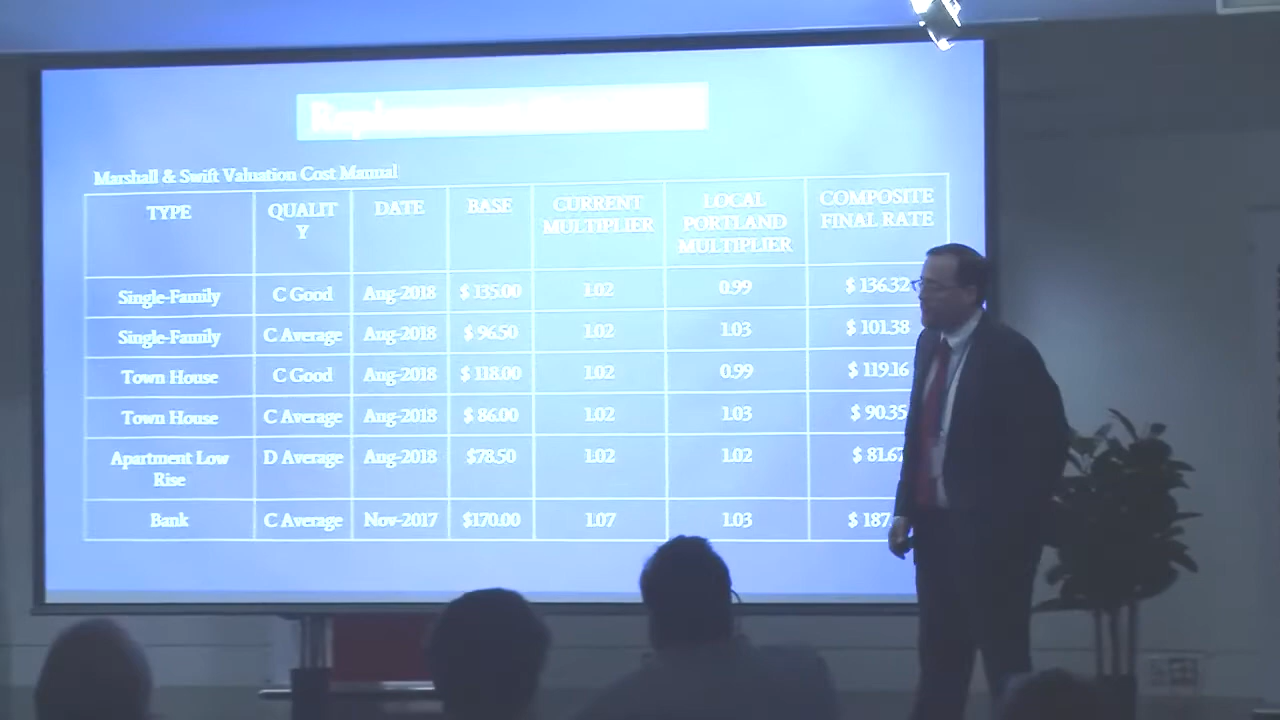 Marshall & Swift Valuation Cost Manual
TYPE QUALIT DATE BASE CURRENT LOCAL COMPOSITE
Y MULTIPLIER PORTLAND FINAL RATE
MULTIPLIER
Single-Family C Good Aug-2018 $ 135.00 1.02 0.99 $ 136.32
Single-Family C Average Aug-2018 $ 96.50 1.02 1.03 $ 101.38
Town House C Good Aug-2018 $ 118.00 1.02 0.99 $ 119.16
Town House C Average Aug-2018 $ 86.00 1.02 1.03 $ 90.35
Apartment Low D Average Aug-2018 $78.50 1.02 1.02 $ 81.67
Rise
Bank C Average Nov-2017 $170.00 1.07 1.03 $ 187